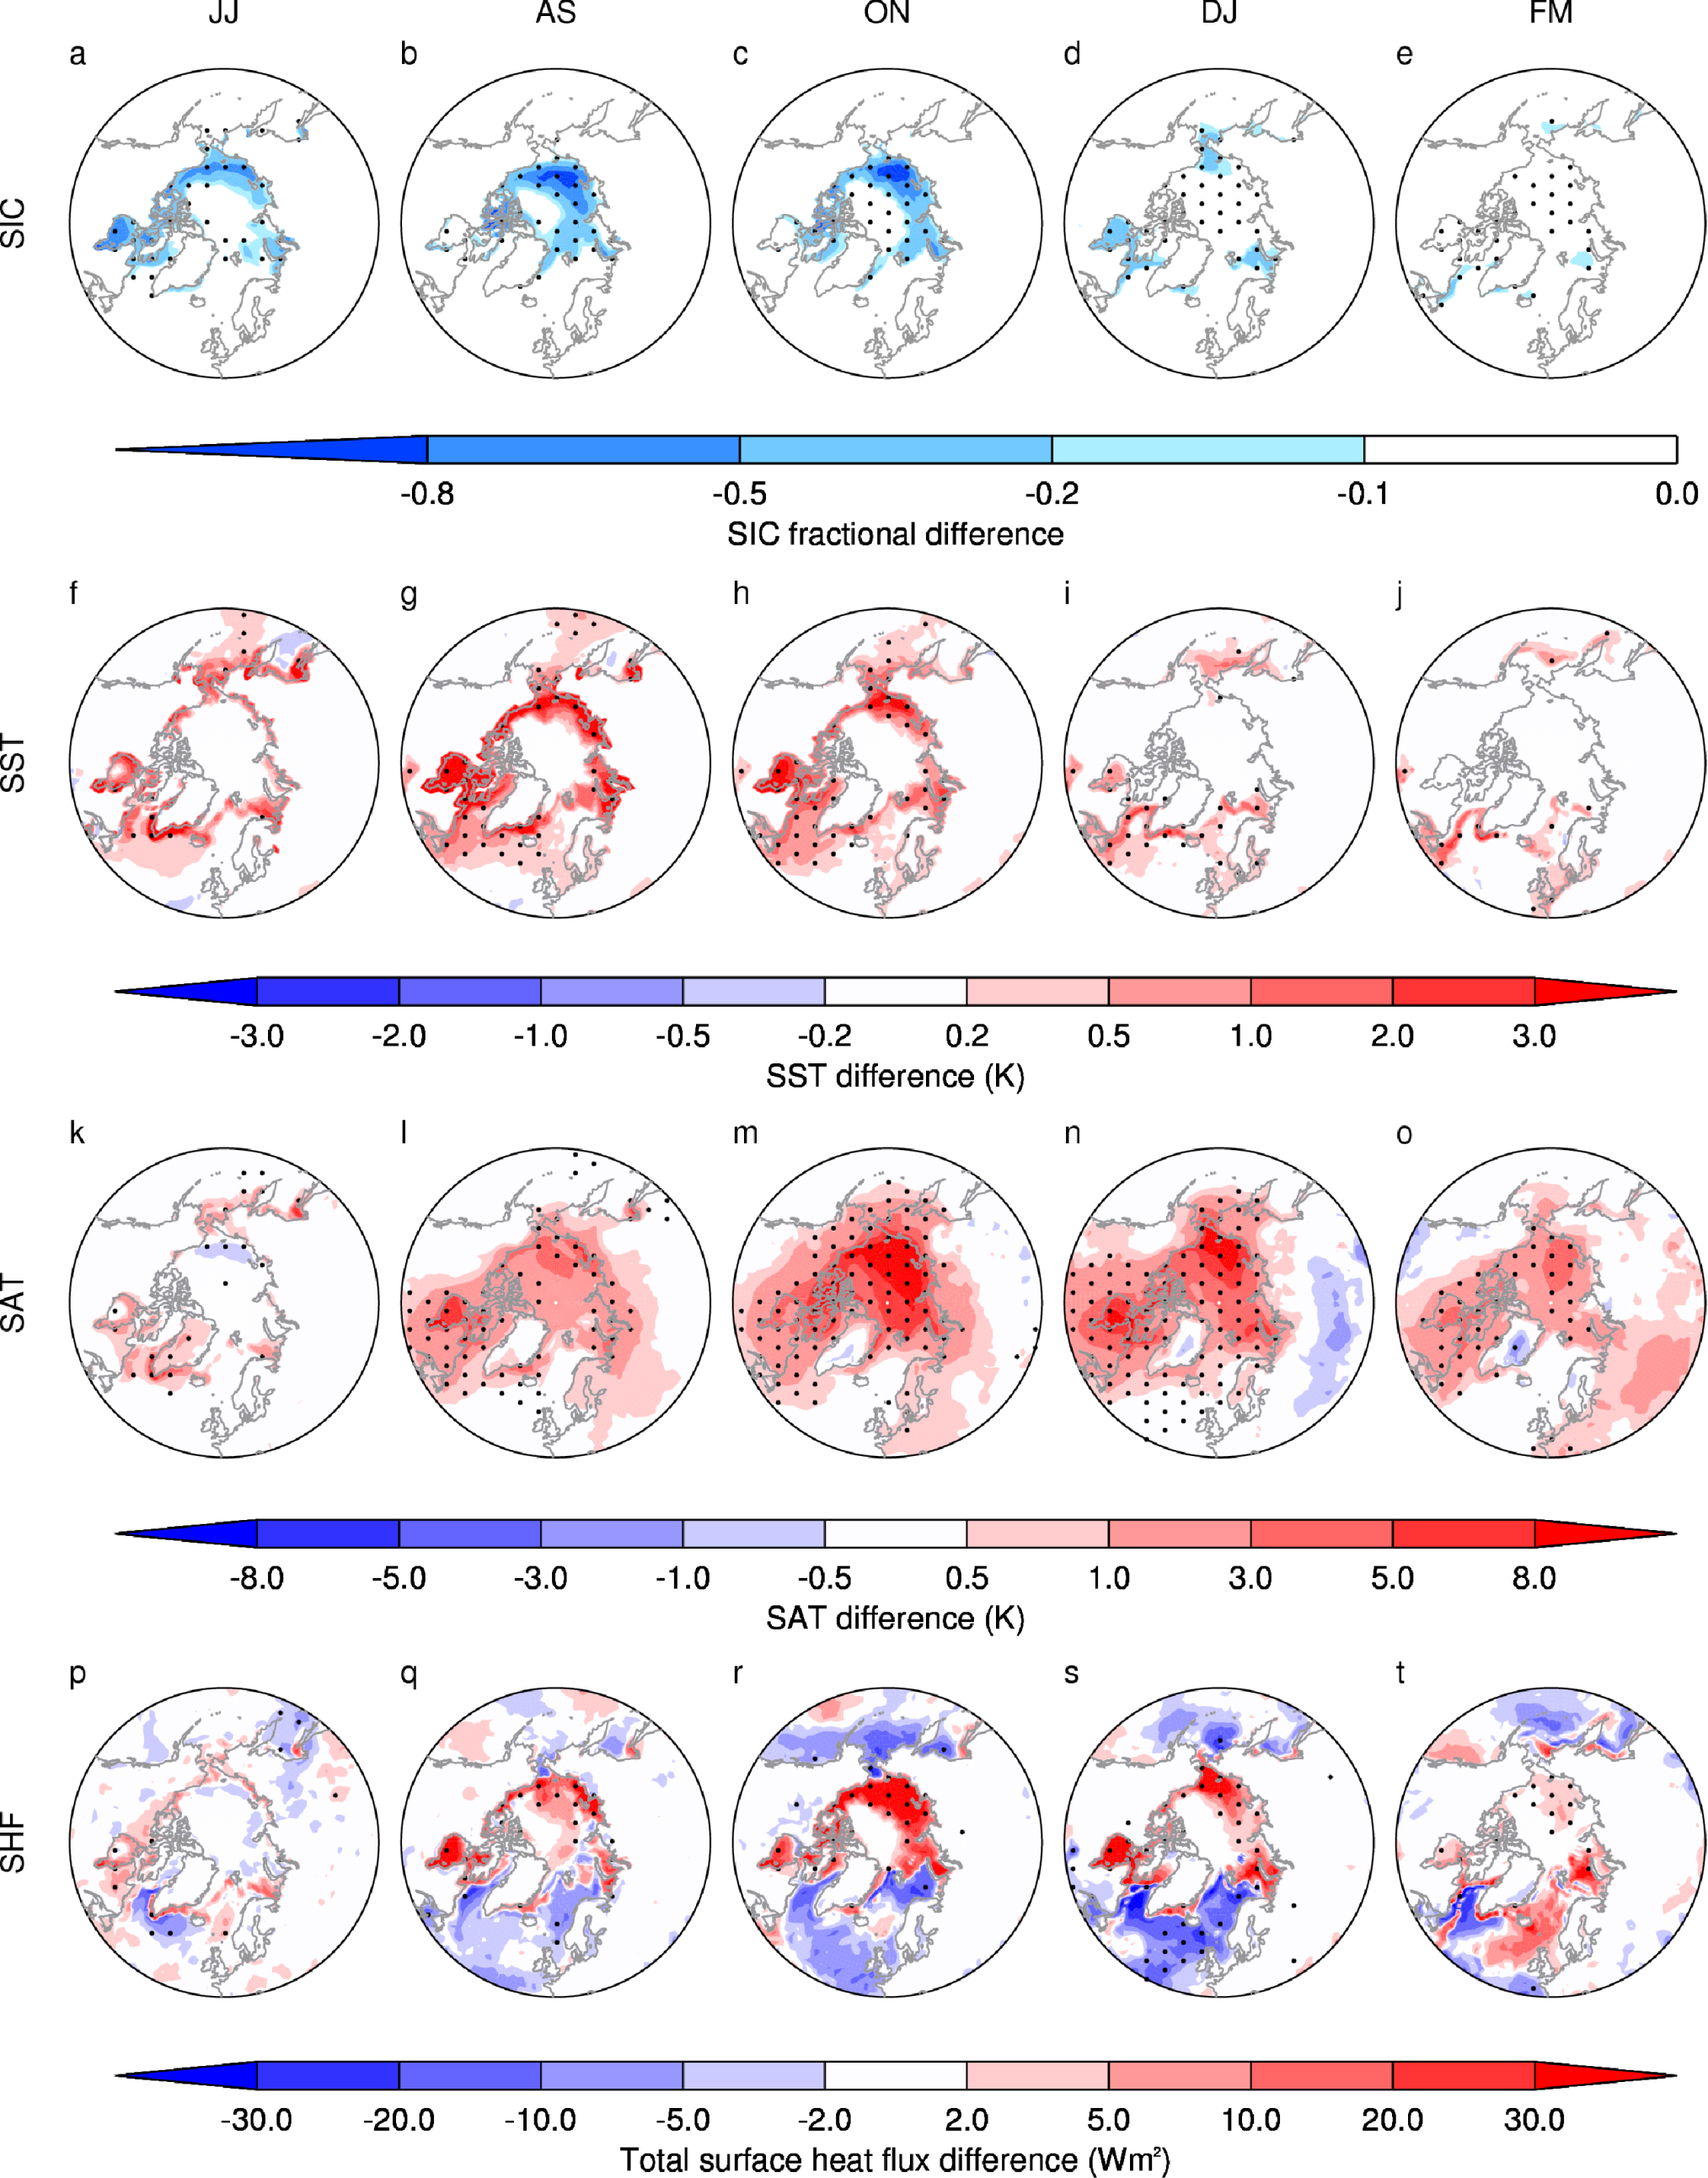 JJ AS ON DJ FM
a b c d e
SIC
-0.8 -0.5 -0.2 -0.1 0.0
SIC fractional difference
f g h i j
SST
-3.0 -2.0 -1.0 -0.5 -0.2 0.2 0.5 1.0 2.0 3.0
SST difference (K)
k l m n o
SAT
-8.0 -5.0 -3.0 -1.0 -0.5 0.5 1.0 3.0 5.0 8.0
SAT difference (K)
p q r s t
SHF
-30.0 -20.0 -10.0 -5.0 -2.0 2.0 5.0 10.0 20.0 30.0
Total surface heat flux difference (Wm²)